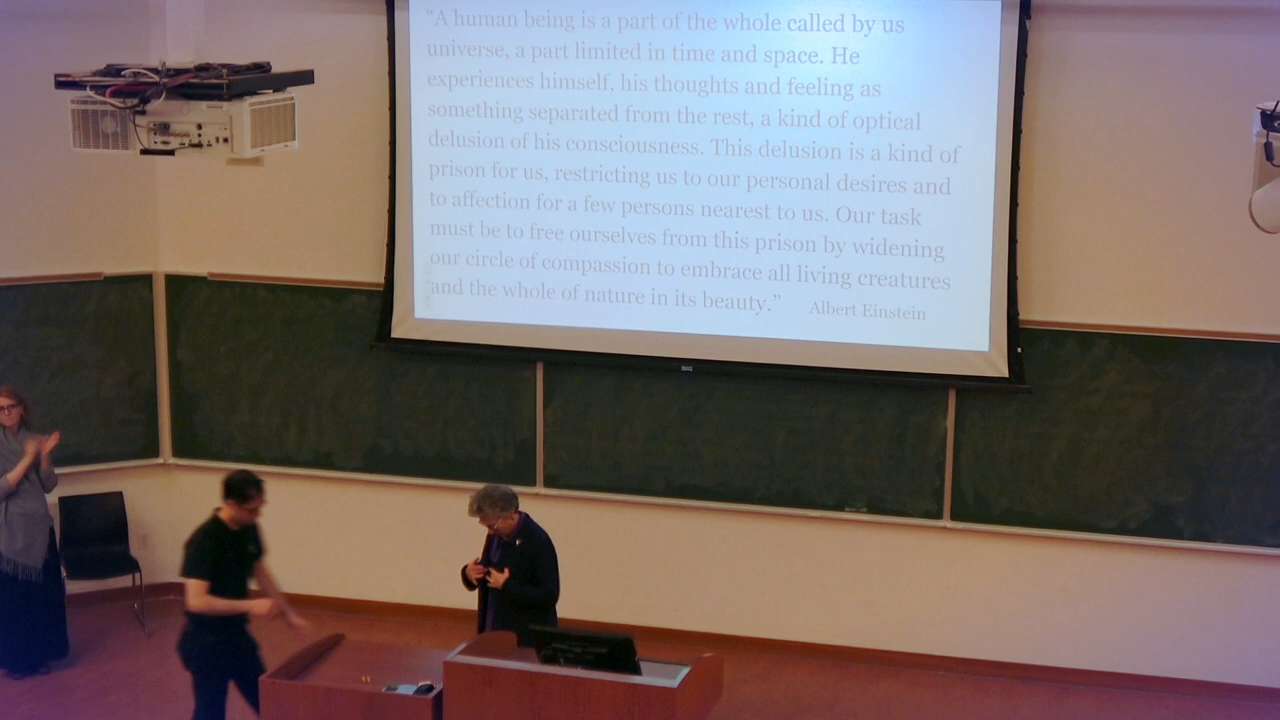 “A human being is a part of the whole called by us
universe, a part limited in time and space. He
experiences himself, his thoughts and feeling as
something separated from the rest, a kind of optical
delusion of his consciousness. This delusion is a kind of
prison for us, restricting us to our personal desires and
to affection for a few persons nearest to us. Our task
must be to free ourselves from this prison by widening
our circle of compassion to embrace all living creatures
and the whole of nature in its beauty.” Albert Einstein